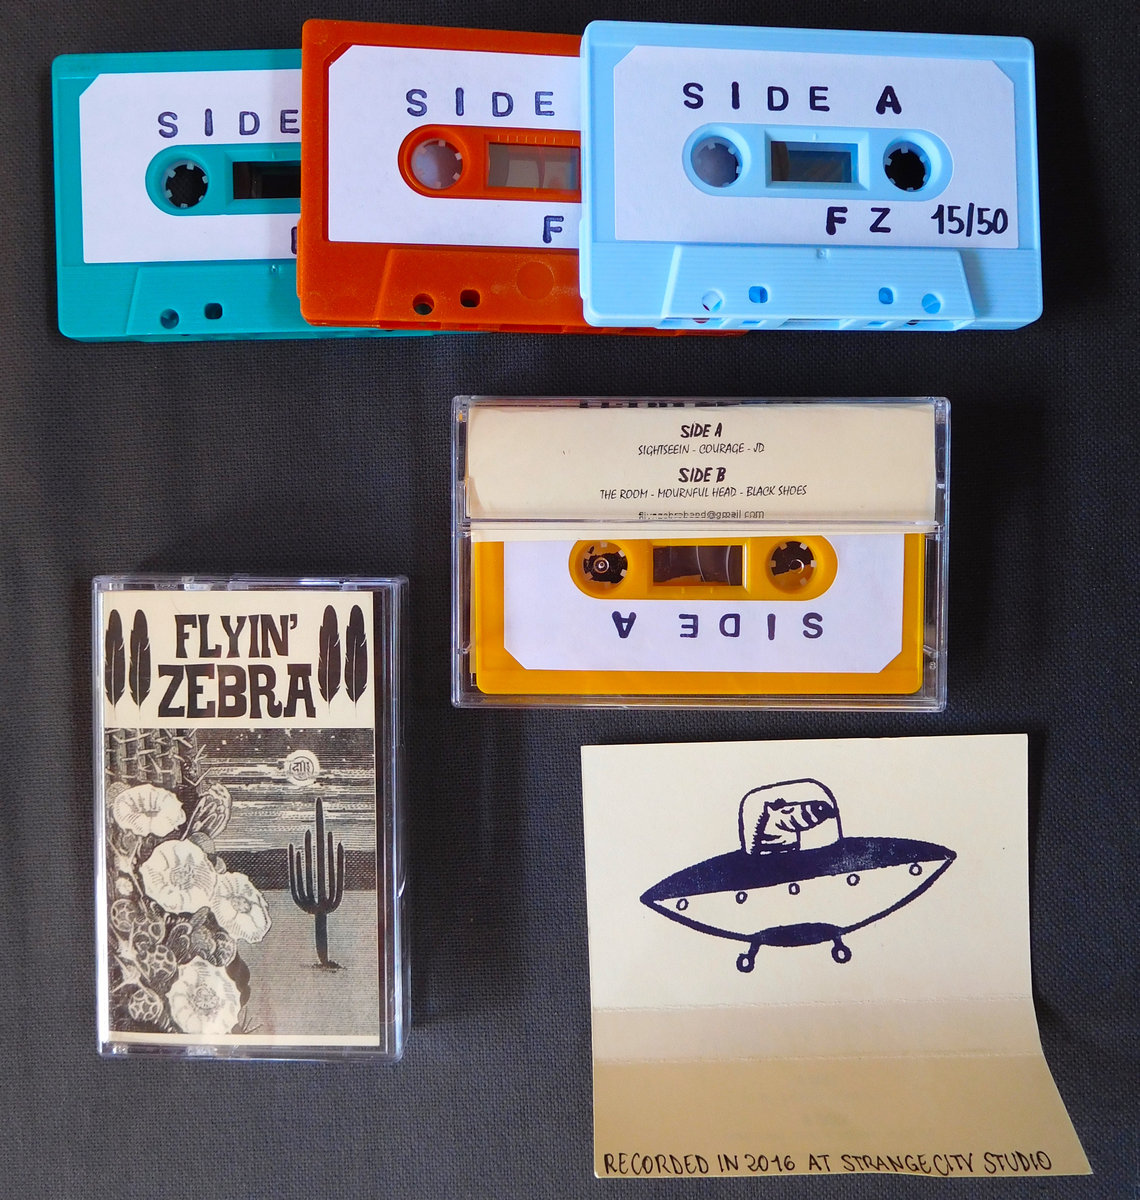 SIDE
SIDE
F
SIDE A
FZ 15/50
SIDE A
SIGHTSEEIN - COURAGE - JD
SIDE B
THE ROOM - MOURNFUL HEAD - BLACK SHOES
SIDE A
FLYIN'
ZEBRA
RECORDED IN 2016 AT STRANGE CITY STUDIO